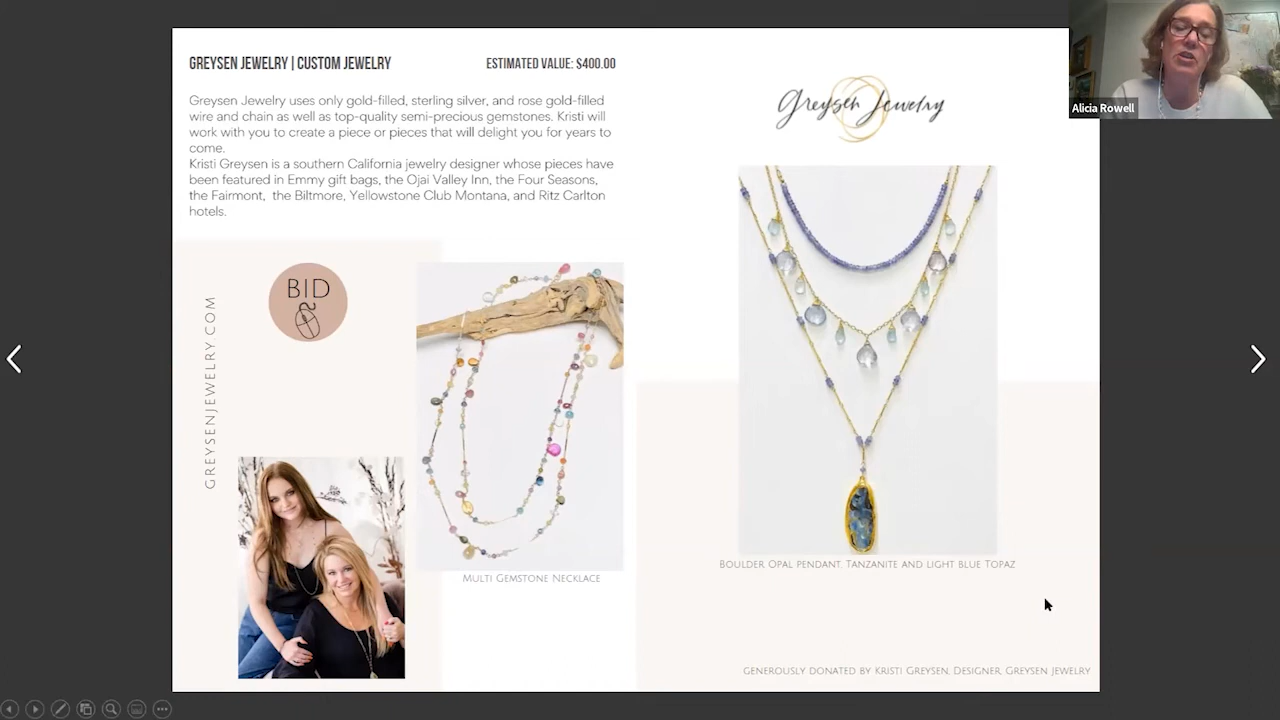 GREYSEN JEWELRY | CUSTOM JEWELRY
ESTIMATED VALUE: $400.00
Greysen Jewelry uses only gold-filled, sterling silver, and rose gold-filled
wire and chain as well as top-quality semi-precious gemstones. Kristi will
work with you to create a piece or pieces that will delight you for years to
come.
Kristi Greysen is a southern California jewelry designer whose pieces have
been featured in Emmy gift bags, the Ojai Valley Inn, the Four Seasons,
the Fairmont, the Biltmore, Yellowstone Club Montana, and Ritz Carlton
hotels.
Greysen Jewelry
Alicia Rowell
BID
GREYSENJEWELRY.COM
MULTI GEMSTONE NECKLACE
BOULDER OPAL PENDANT, TANZANITE AND LIGHT BLUE TOPAZ
GENEROUSLY DONATED BY KRISTI GREYSEN, DESIGNER, GREYSEN JEWELRY